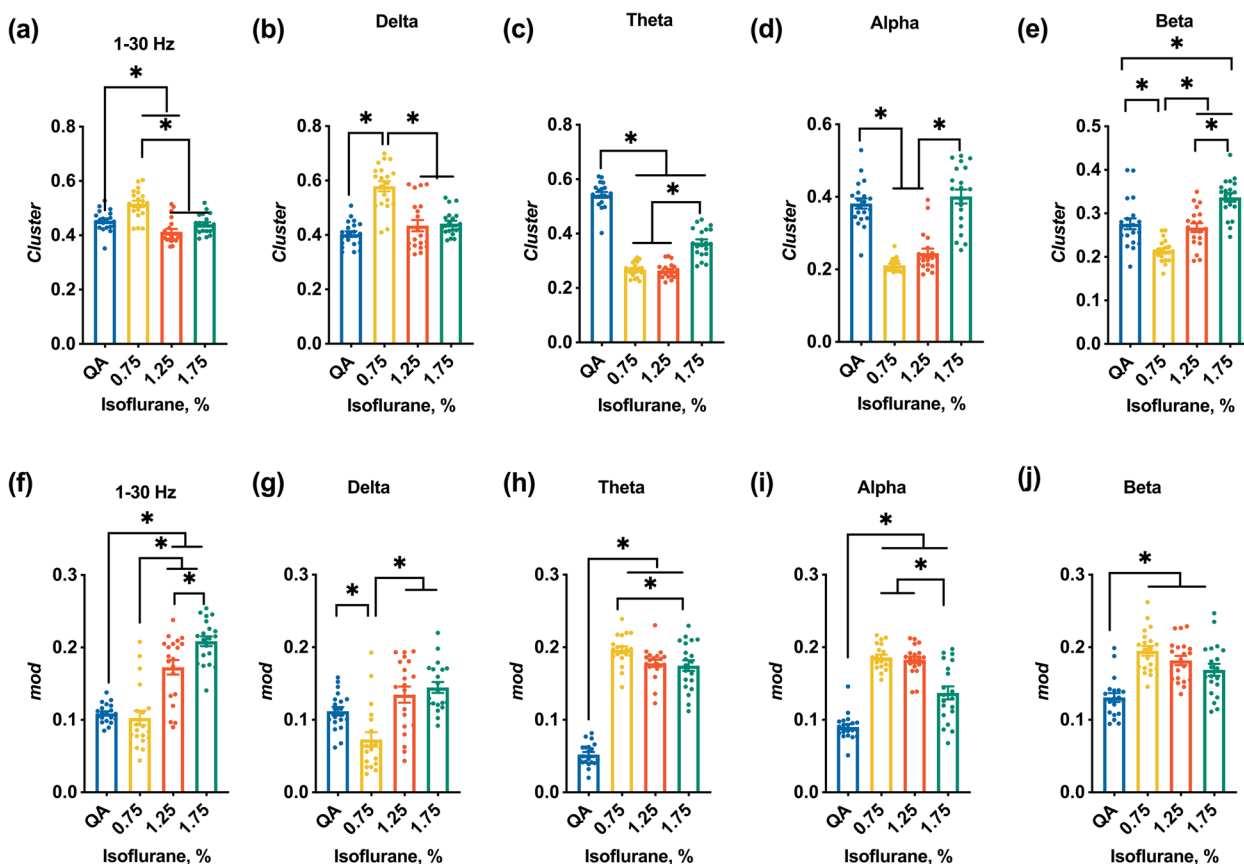 (a)
1-30 Hz
*
*
Cluster
0.8
0.6
0.4
0.2
0.0
QA
0.75
1.25
1.75
Isoflurane, %
(b)
Delta
*
*
Cluster
0.8
0.6
0.4
0.2
0.0
QA
0.75
1.25
1.75
Isoflurane, %
(c)
Theta
*
*
Cluster
0.8
0.6
0.4
0.2
0.0
QA
0.75
1.25
1.75
Isoflurane, %
(d)
Alpha
*
*
Cluster
0.6
0.4
0.2
0.0
QA
0.75
1.25
1.75
Isoflurane, %
(e)
Beta
*
*
*
*
Cluster
0.5
0.4
0.3
0.2
0.1
0.0
QA
0.75
1.25
1.75
Isoflurane, %
(f)
1-30 Hz
*
*
*
mod
0.3
0.2
0.1
0.0
QA
0.75
1.25
1.75
Isoflurane, %
(g)
Delta
*
*
mod
0.3
0.2
0.1
0.0
QA
0.75
1.25
1.75
Isoflurane, %
(h)
Theta
*
*
mod
0.3
0.2
0.1
0.0
QA
0.75
1.25
1.75
Isoflurane, %
(i)
Alpha
*
*
mod
0.3
0.2
0.1
0.0
QA
0.75
1.25
1.75
Isoflurane, %
(j)
Beta
*
mod
0.3
0.2
0.1
0.0
QA
0.75
1.25
1.75
Isoflurane, %